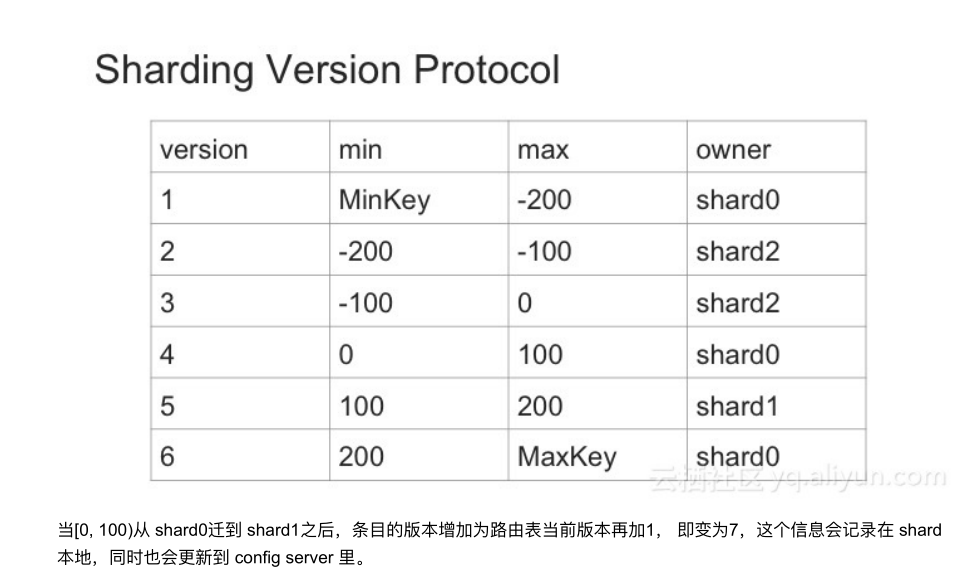 Sharding Version Protocol
version min max owner
1 MinKey -200 shard0
2 -200 -100 shard2
3 -100 0 shard2
4 0 100 shard0
5 100 200 shard1
6 200 MaxKey shard0
云栖社区 yq.aliyun.com
当[0, 100)从 shard0迁到 shard1之后，条目的版本增加为路由表当前版本再加1， 即变为7，这个信息会记录在 shard
本地，同时也会更新到 config server 里。